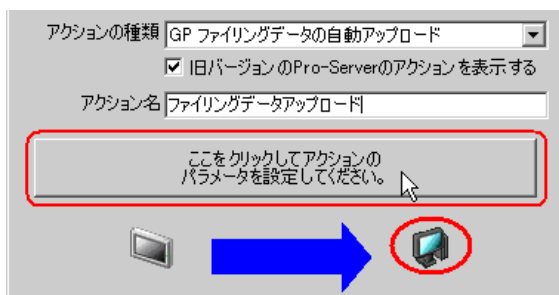 アクションの種類 GP ファイリングデータの自動アップロード
旧バージョンのPro-Serverのアクションを表示する
アクション名 ファイリングデータアップロード
ここをクリックしてアクションの
パラメータを設定してください。